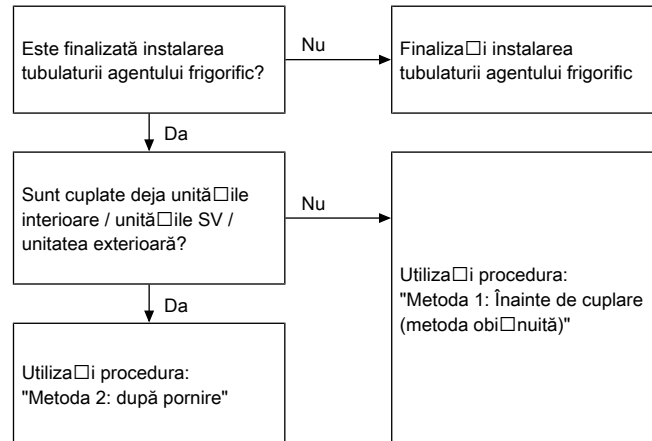 Este finalizată instalarea
tubulaturii agentului frigorific?
Nu
Finaliza□i instalarea
tubulaturii agentului frigorific
Da
Sunt cuplate deja unită□ile
interioare / unită□ile SV /
unitatea exterioară?
Nu
Utiliza□i procedura:
"Metoda 1: Înainte de cuplare
(metoda obi□nuită)"
Da
Utiliza□i procedura:
"Metoda 2: după pornire"